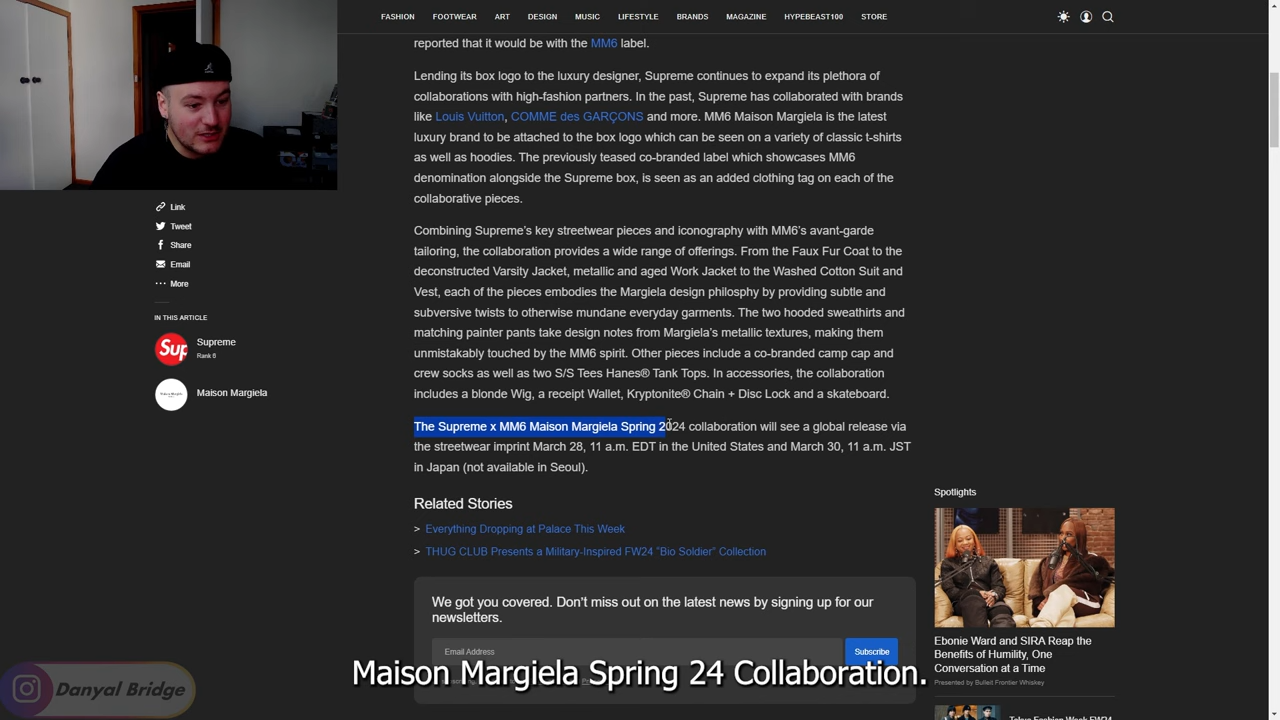 FASHION FOOTWEAR ART DESIGN MUSIC LIFESTYLE BRANDS MAGAZINE HYPEBEAST100 STORE
reported that it would be with the MM6 label.
Lending its box logo to the luxury designer, Supreme continues to expand its plethora of
collaborations with high-fashion partners. In the past, Supreme has collaborated with brands
like Louis Vuitton, COMME des GARÇONS and more. MM6 Maison Margiela is the latest
luxury brand to be attached to the box logo which can be seen on a variety of classic t-shirts
as well as hoodies. The previously teased co-branded label which showcases MM6
denomination alongside the Supreme box, is seen as an added clothing tag on each of the
collaborative pieces.
Link
Tweet
Share
Email
More
IN THIS ARTICLE
Sup
Supreme
Rank 6
Maison Margiela
Combining Supreme's key streetwear pieces and iconography with MM6's avant-garde
tailoring, the collaboration provides a wide range of offerings. From the Faux Fur Coat to the
deconstructed Varsity Jacket, metallic and aged Work Jacket to the Washed Cotton Suit and
Vest, each of the pieces embodies the Margiela design philosphy by providing subtle and
subversive twists to otherwise mundane everyday garments. The two hooded sweathirts and
matching painter pants take design notes from Margiela's metallic textures, making them
unmistakably touched by the MM6 spirit. Other pieces include a co-branded camp cap and
crew socks as well as two S/S Tees Hanes® Tank Tops. In accessories, the collaboration
includes a blonde Wig, a receipt Wallet, Kryptonite® Chain + Disc Lock and a skateboard.
The Supreme x MM6 Maison Margiela Spring 2024 collaboration will see a global release via
the streetwear imprint March 28, 11 a.m. EDT in the United States and March 30, 11 a.m. JST
in Japan (not available in Seoul).
Related Stories
> Everything Dropping at Palace This Week
> THUG CLUB Presents a Military-Inspired FW24 "Bio Soldier" Collection
We got you covered. Don't miss out on the latest news by signing up for our
newsletters.
Email Address
Subscribe
Spotlights
Ebonie Ward and SIRA Reap the
Benefits of Humility, One
Conversation at a Time
Presented by Bulleit Frontier Whiskey
Maison Margiela Spring 24 Collaboration.
Danyal Bridge